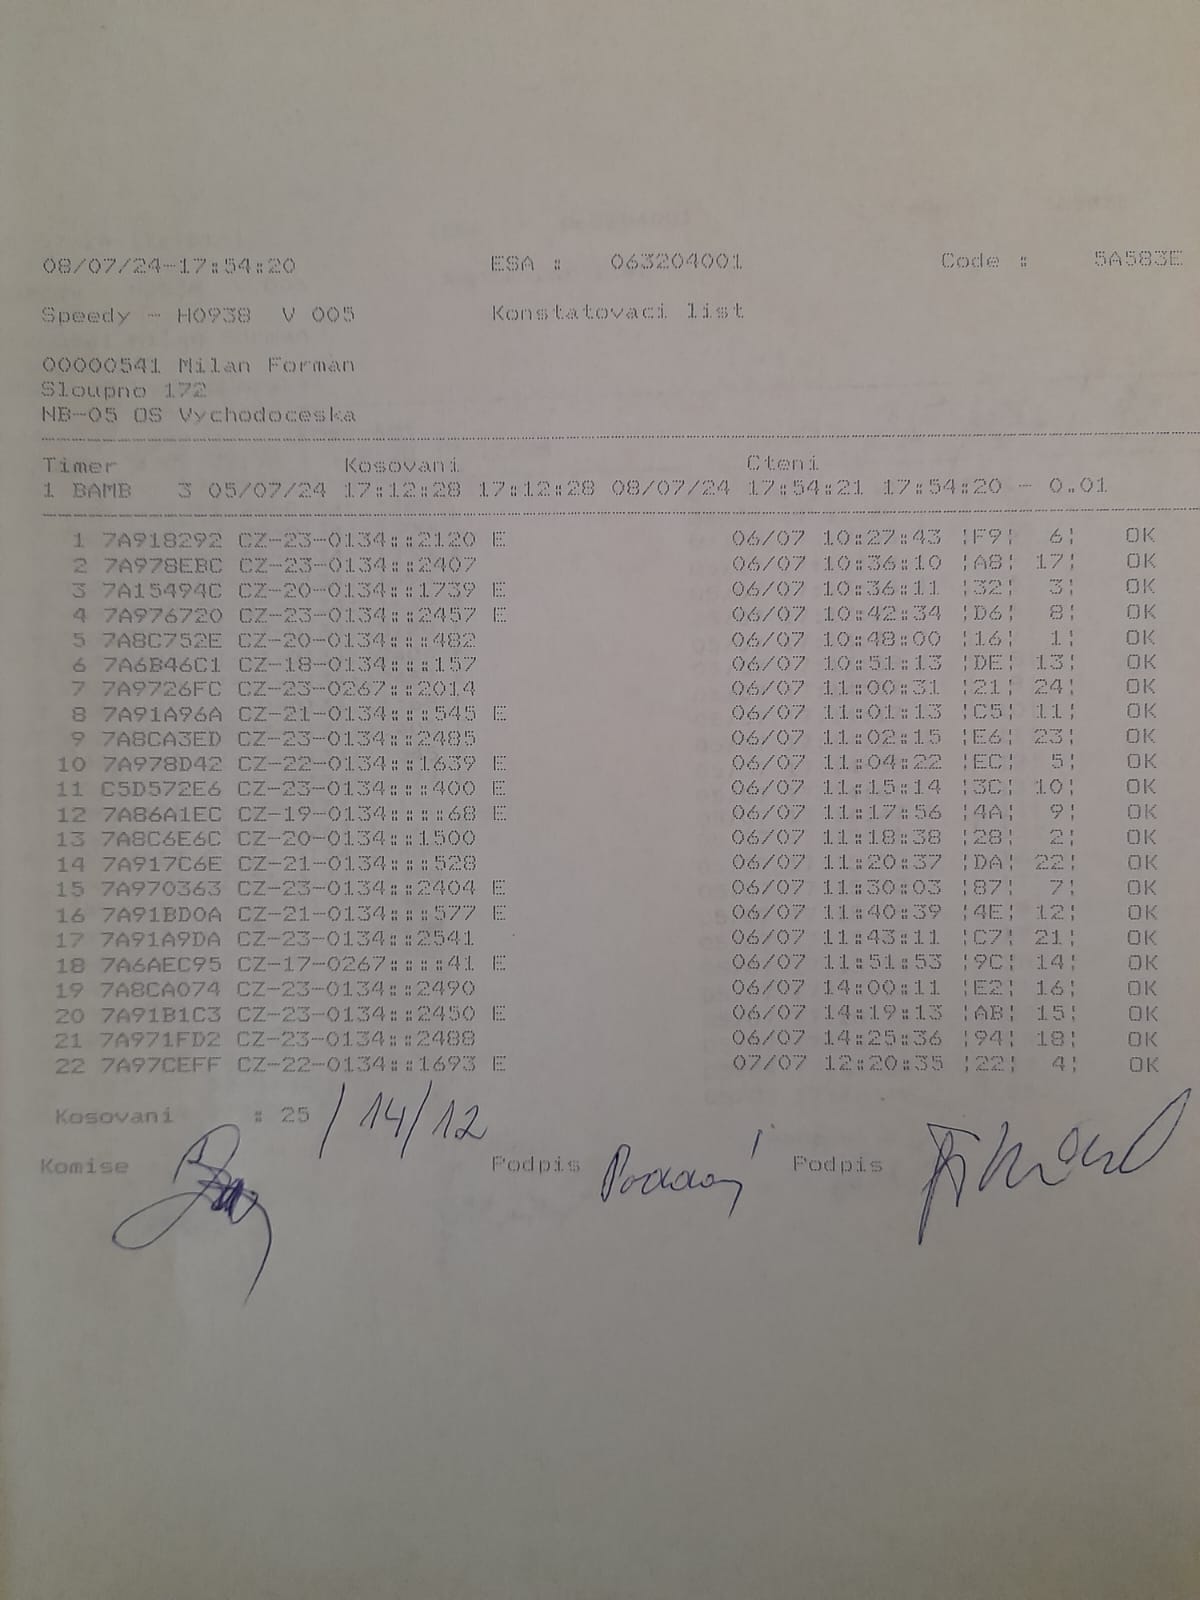 08/07/24-17:54:20 ESA : 063204001 Code : 5A583E
Speedy - H0938 V 005 Konstatovaci list
00000541 Milan Forman
Sloupno 172
NB-05 OS Vychodoceska
Timer Kosovani Cteni
1 BAMB 3 05/07/24 17:12:28 17:12:28 08/07/24 17:54:21 17:54:20 - 0.01
1 7A918292 CZ-23-0134::2120 E 06/07 10:27:43 ¦F9¦ 6¦ OK
2 7A978EBC CZ-23-0134::2407 06/07 10:36:10 ¦A8¦ 17¦ OK
3 7A15494C CZ-20-0134::1739 E 06/07 10:36:11 ¦32¦ 3¦ OK
4 7A976720 CZ-23-0134::2457 E 06/07 10:42:34 ¦D6¦ 8¦ OK
5 7A8C752E CZ-20-0134:::482 06/07 10:48:00 ¦16¦ 1¦ OK
6 7A6B46C1 CZ-18-0134:::157 06/07 10:51:13 ¦DE¦ 13¦ OK
7 7A9726FC CZ-23-0267::2014 06/07 11:00:31 ¦21¦ 24¦ OK
8 7A91A96A CZ-21-0134:::545 E 06/07 11:01:13 ¦C5¦ 11¦ OK
9 7A8CA3ED CZ-23-0134::2485 06/07 11:02:15 ¦E6¦ 23¦ OK
10 7A978D42 CZ-22-0134::1639 E 06/07 11:04:22 ¦EC¦ 5¦ OK
11 C5D572E6 CZ-23-0134:::400 E 06/07 11:15:14 ¦3C¦ 10¦ OK
12 7A86A1EC CZ-19-0134::::68 E 06/07 11:17:56 ¦4A¦ 9¦ OK
13 7A8C6E6C CZ-20-0134::1500 06/07 11:18:38 ¦28¦ 2¦ OK
14 7A917C6E CZ-21-0134:::528 06/07 11:20:37 ¦DA¦ 22¦ OK
15 7A970363 CZ-23-0134::2404 E 06/07 11:30:03 ¦87¦ 7¦ OK
16 7A91BD0A CZ-21-0134:::577 E 06/07 11:40:39 ¦4E¦ 12¦ OK
17 7A91A9DA CZ-23-0134::2541 06/07 11:43:11 ¦C7¦ 21¦ OK
18 7A6AEC95 CZ-17-0267::::41 E 06/07 11:51:53 ¦9C¦ 14¦ OK
19 7A8CA074 CZ-23-0134::2490 06/07 14:00:11 ¦E2¦ 16¦ OK
20 7A91B1C3 CZ-23-0134::2450 E 06/07 14:19:13 ¦AB¦ 15¦ OK
21 7A971FD2 CZ-23-0134::2488 06/07 14:25:36 ¦94¦ 18¦ OK
22 7A97CEFF CZ-22-0134::1693 E 07/07 12:20:35 ¦22¦ 4¦ OK
Kosovani : 25 /14/12
Komise Podpis Podpis